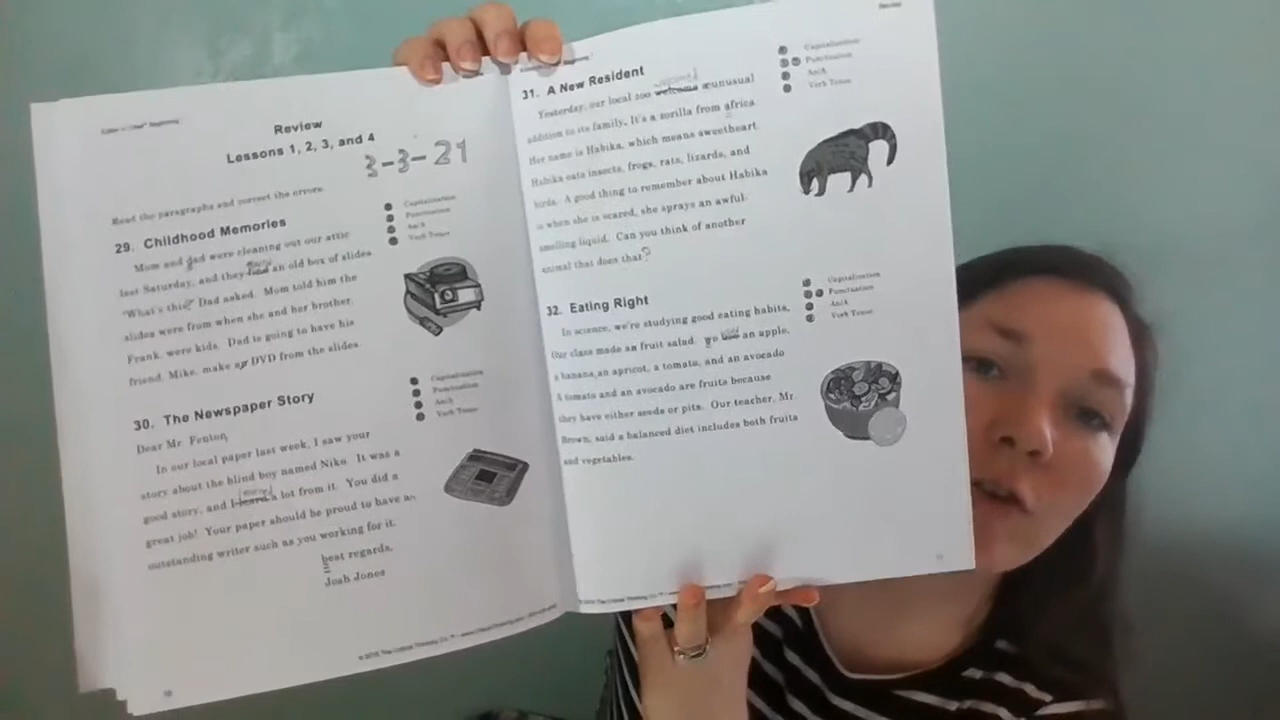 Editor in Chief® Beginning
Review
Lessons 1, 2, 3, and 4
3-3-21
Read the paragraphs and correct the errors.
Capitalization
Punctuation
An/A
Verb Tense
29. Childhood Memories
Mom and dad were cleaning out our attic
last Saturday, and they an old box of slides
"What's this? Dad asked. Mom told him the
slides were from when she and her brother,
Frank, were kids. Dad is going to have his
friend, Mike, make a DVD from the slides.
Capitalization
Punctuation
An/A
Verb Tense
30. The Newspaper Story
Dear Mr. Fenton,
In our local paper last week, I saw your
story about the blind boy named Niko. It was a
good story, and I a lot from it. You did a
great job! Your paper should be proud to have an
outstanding writer such as you working for it.
best regards,
Josh Jones
Review
Capitalization
Punctuation
An/A
Verb Tense
31. A New Resident
Yesterday, our local zoo welcome unusual
addition to its family. It's a zorilla from africa
Her name is Habika, which means sweetheart.
Habika eats insects, frogs, rats, lizards, and
birds. A good thing to remember about Habika
is when she is scared, she sprays an awful-
smelling liquid. Can you think of another
animal that does that?
Capitalization
Punctuation
An/A
Verb Tense
32. Eating Right
In science, we're studying good eating habits,
Our class made an fruit salad. we an apple,
a banana, an apricot, a tomato, and an avocado
A tomato and an avocado are fruits because
they have either seeds or pits. Our teacher, Mr.
Brown, said a balanced diet includes both fruits
and vegetables.